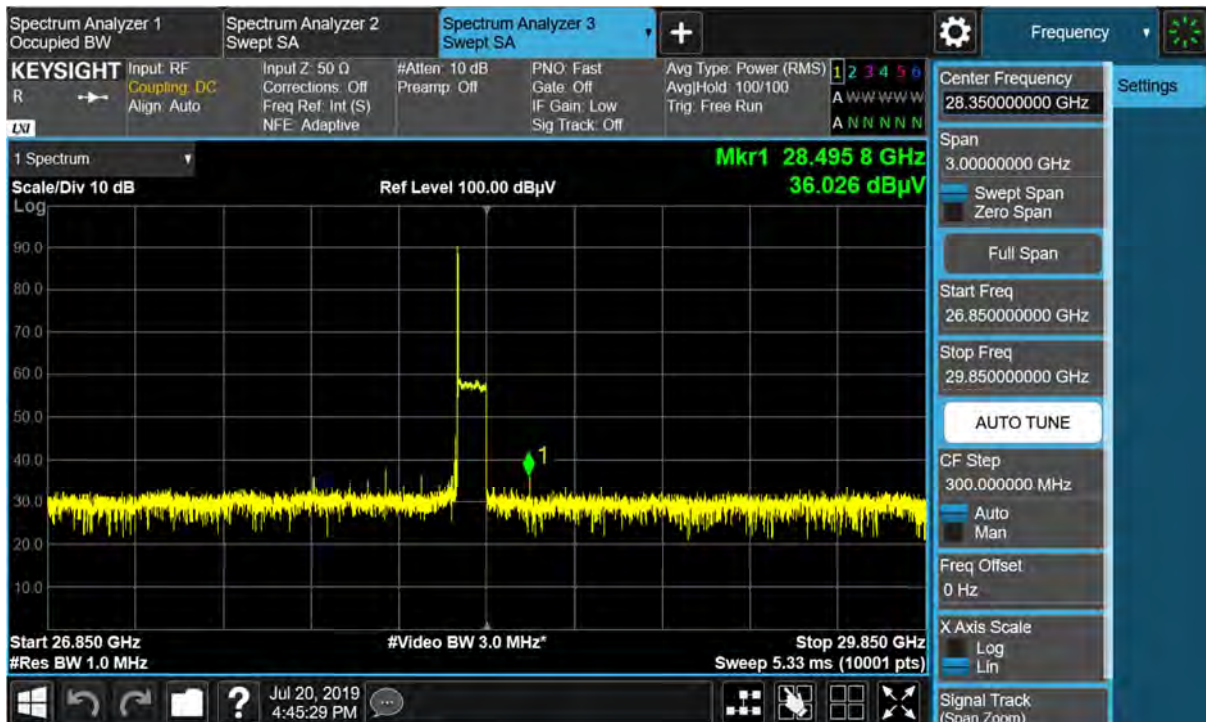 Spectrum Analyzer 1
Occupied BW
Spectrum Analyzer 2
Swept SA
Spectrum Analyzer 3
Swept SA
Frequency
KEYSIGHT
R
LXI
Input: RF
Coupling: DC
Align: Auto
Input Z: 50 Ω
Corrections: Off
Freq Ref: Int (S)
NFE: Adaptive
#Atten: 10 dB
Preamp: Off
PNO: Fast
Gate: Off
IF Gain: Low
Sig Track: Off
Avg Type: Power (RMS)
Avg|Hold: 100/100
Trig: Free Run
1 2 3 4 5 6
A W W W W W
A N N N N N
1 Spectrum
Mkr1 28.495 8 GHz
Scale/Div 10 dB
Ref Level 100.00 dBµV
36.026 dBµV
Log
90.0
80.0
70.0
60.0
50.0
40.0
30.0
20.0
10.0
1
Start 26.850 GHz
#Video BW 3.0 MHz*
Stop 29.850 GHz
#Res BW 1.0 MHz
Sweep 5.33 ms (10001 pts)
Center Frequency
28.350000000 GHz
Settings
Span
3.00000000 GHz
Swept Span
Zero Span
Full Span
Start Freq
26.850000000 GHz
Stop Freq
29.850000000 GHz
AUTO TUNE
CF Step
300.000000 MHz
Auto
Man
Freq Offset
0 Hz
X Axis Scale
Log
Lin
Signal Track
(Span Zoom)
?
Jul 20, 2019
4:45:29 PM